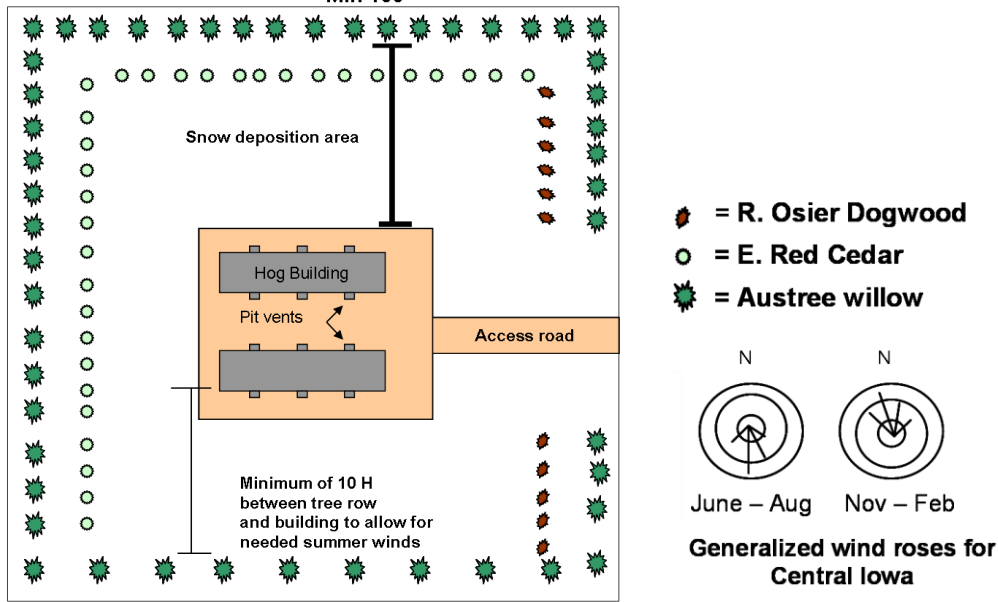 Snow deposition area
Hog Building
Pit vents
Access road
Minimum of 10 H
between tree row
and building to allow for
needed summer winds
= R. Osier Dogwood
= E. Red Cedar
= Austree willow
N
N
June – Aug
Nov – Feb
Generalized wind roses for
Central Iowa